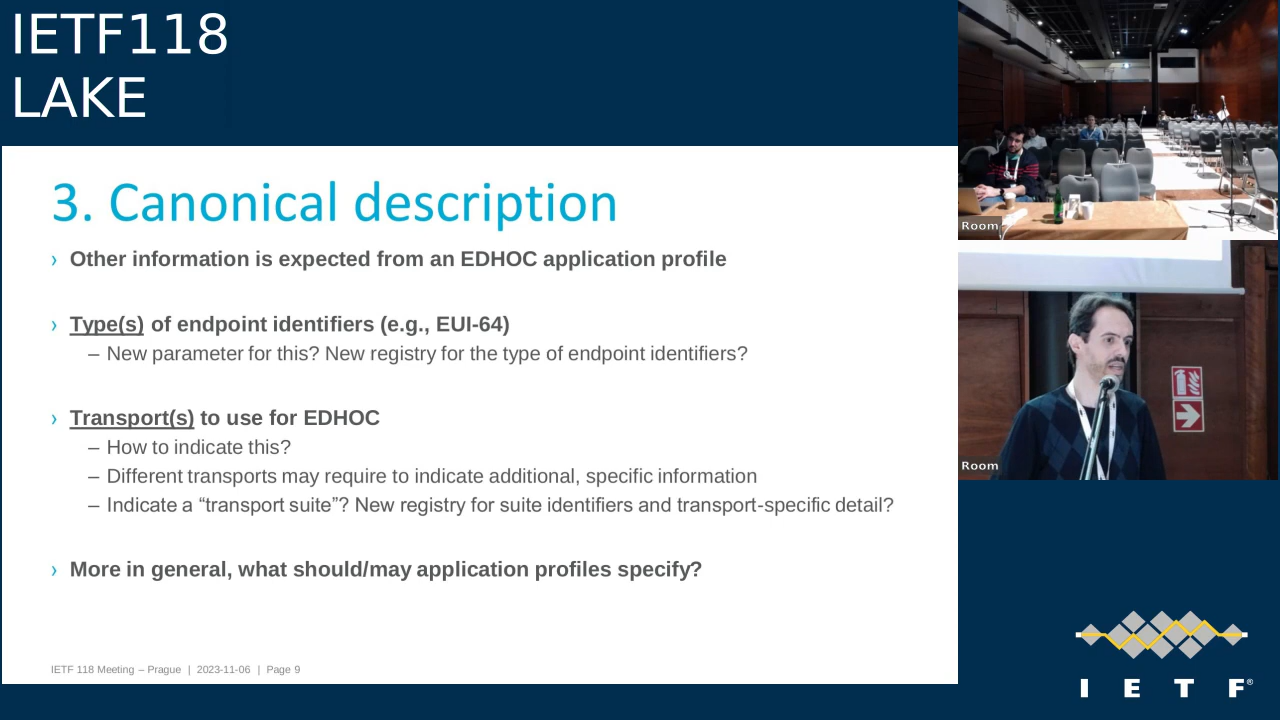 IETF118
LAKE
3. Canonical description
› Other information is expected from an EDHOC application profile
› Type(s) of endpoint identifiers (e.g., EUI-64)
– New parameter for this? New registry for the type of endpoint identifiers?
› Transport(s) to use for EDHOC
– How to indicate this?
– Different transports may require to indicate additional, specific information
– Indicate a “transport suite”? New registry for suite identifiers and transport-specific detail?
› More in general, what should/may application profiles specify?
IETF 118 Meeting – Prague | 2023-11-06 | Page 9
Room
Room
I E T F®